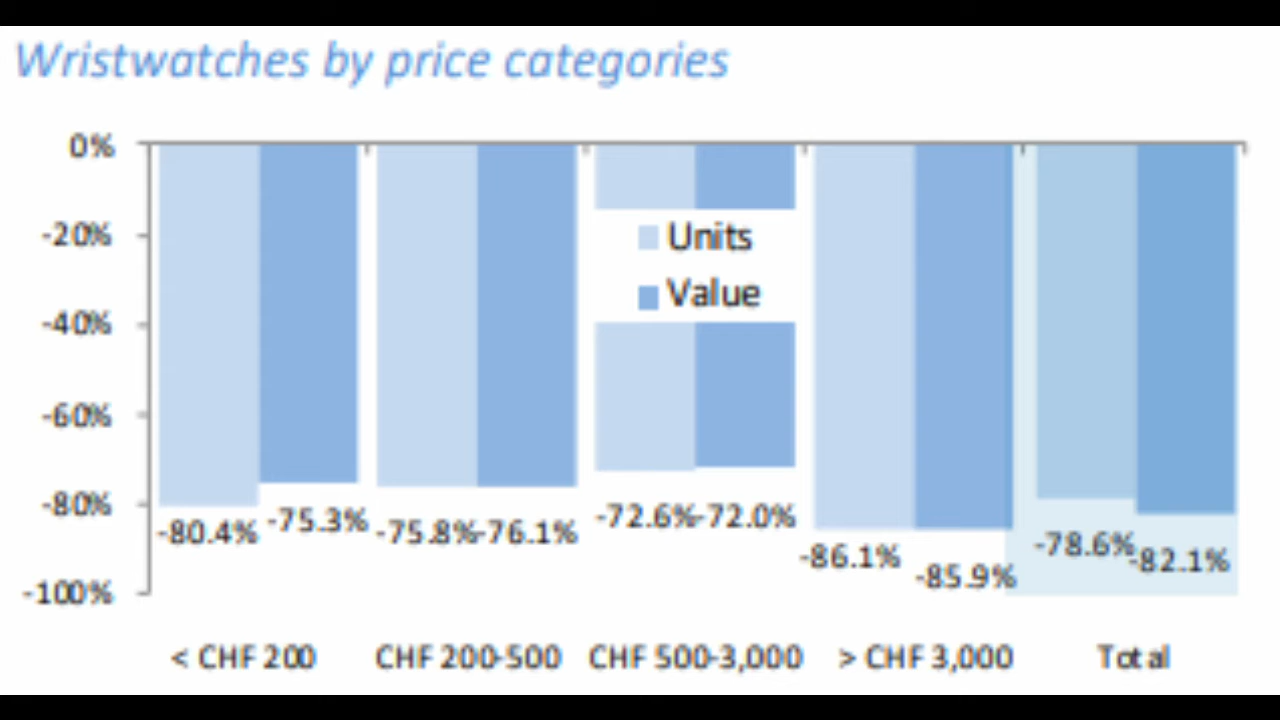 Wristwatches by price categories
0%
-20%
-40%
-60%
-80%
-100%
Units
Value
-80.4% -75.3% -75.8% -76.1% -72.6% -72.0% -86.1% -85.9% -78.6% -82.1%
< CHF 200 CHF 200-500 CHF 500-3,000 > CHF 3,000 Total